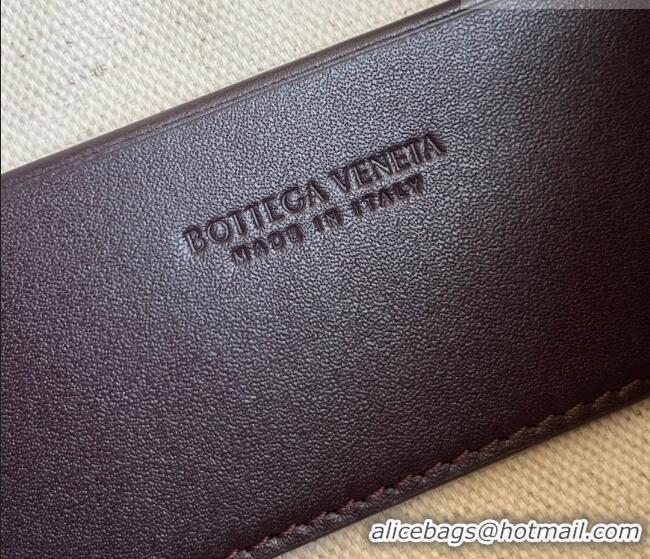 BOTTEGA VENETA
MADE IN ITALY
alicebags@hotmail.com